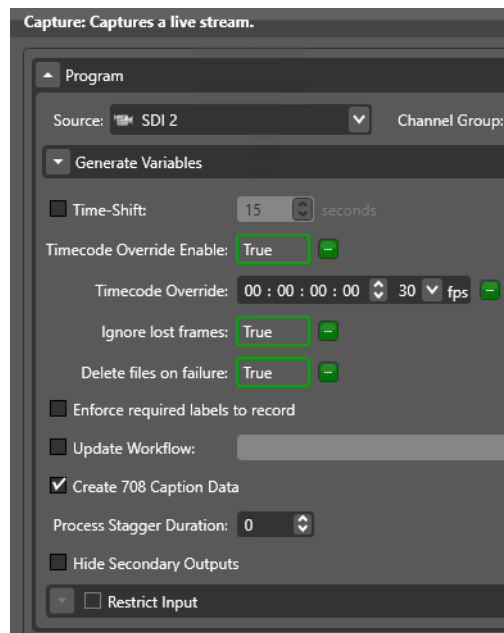 Capture: Captures a live stream.
Program
Source: SDI 2 Channel Group:
Generate Variables
Time-Shift: 15 seconds
Timecode Override Enable: True
Timecode Override: 00 : 00 : 00 : 00 30 fps
Ignore lost frames: True
Delete files on failure: True
Enforce required labels to record
Update Workflow:
Create 708 Caption Data
Process Stagger Duration: 0
Hide Secondary Outputs
Restrict Input